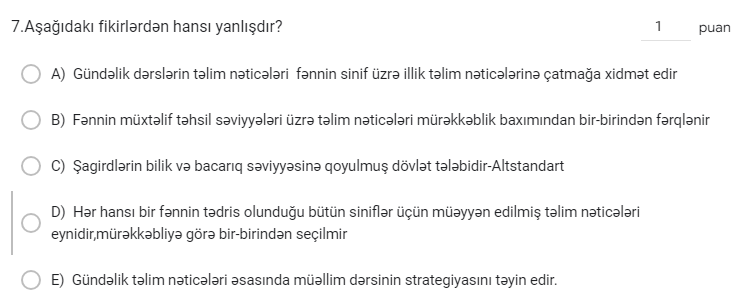 7.Aşağıdakı fikirlərdən hansı yanlışdır?
1 puan
A) Gündəlik dərslərin təlim nəticələri fənnin sinif üzrə illik təlim nəticələrinə çatmağa xidmət edir
B) Fənnin müxtəlif təhsil səviyyələri üzrə təlim nəticələri mürəkkəblik baxımından bir-birindən fərqlənir
C) Şagirdlərin bilik və bacarıq səviyyəsinə qoyulmuş dövlət tələbidir-Altstandart
D) Hər hansı bir fənnin tədris olunduğu bütün siniflər üçün müəyyən edilmiş təlim nəticələri
eynidir,mürəkkəbliyə görə bir-birindən seçilmir
E) Gündəlik təlim nəticələri əsasında müəllim dərsinin strategiyasını təyin edir.